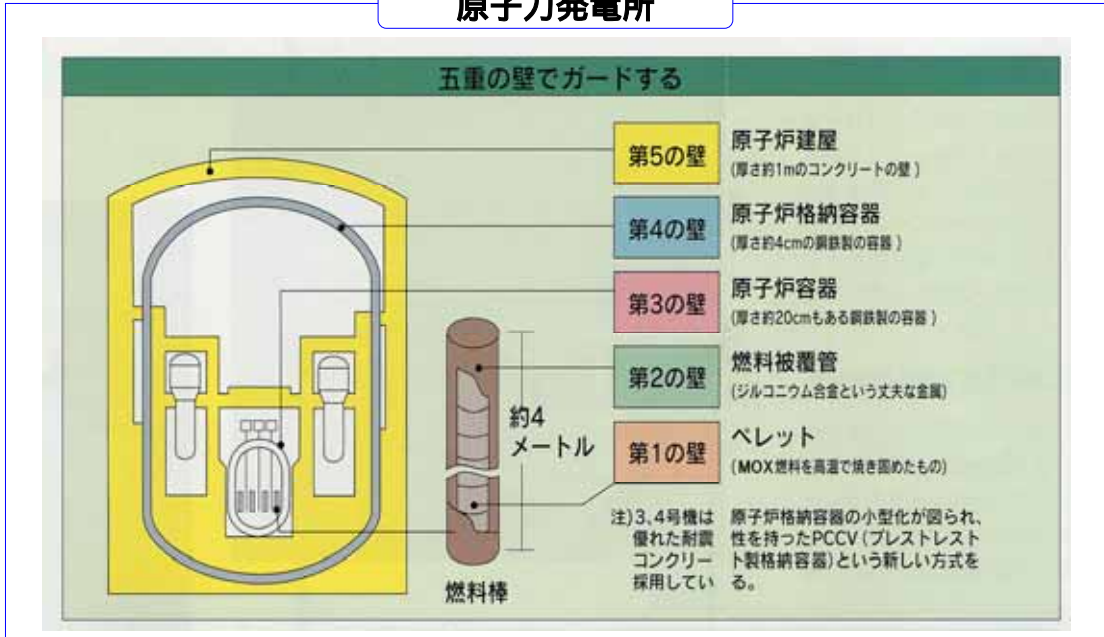 原子力発電所
五重の壁でガードする
第5の壁
原子炉建屋
(厚さ約1mのコンクリートの壁)
第4の壁
原子炉格納容器
(厚さ約4cmの鋼鉄製の容器)
第3の壁
原子炉容器
(厚さ約20cmもある鋼鉄製の容器)
第2の壁
燃料被覆管
(ジルコニウム合金という丈夫な金属)
第1の壁
ペレット
(MOX燃料を高温で焼き固めたもの)
約4
メートル
燃料棒
注)3、4号機は 原子炉格納容器の小型化が図られ、
優れた耐震 性を持ったPCCV(プレストレスト
コンクリー ト製格納容器)という新しい方式を
採用してい る。